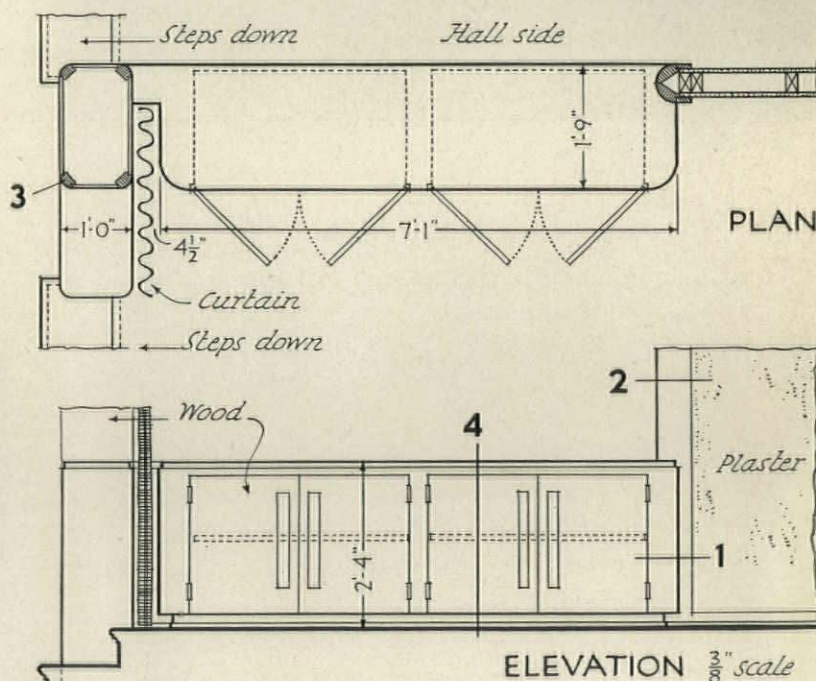 Steps down
Hall side
1'-9"
3
1'-0"
4½"
7'-1"
PLAN
Curtain
Steps down
Wood
2
4
Plaster
1
2'-4"
ELEVATION 3/8" scale